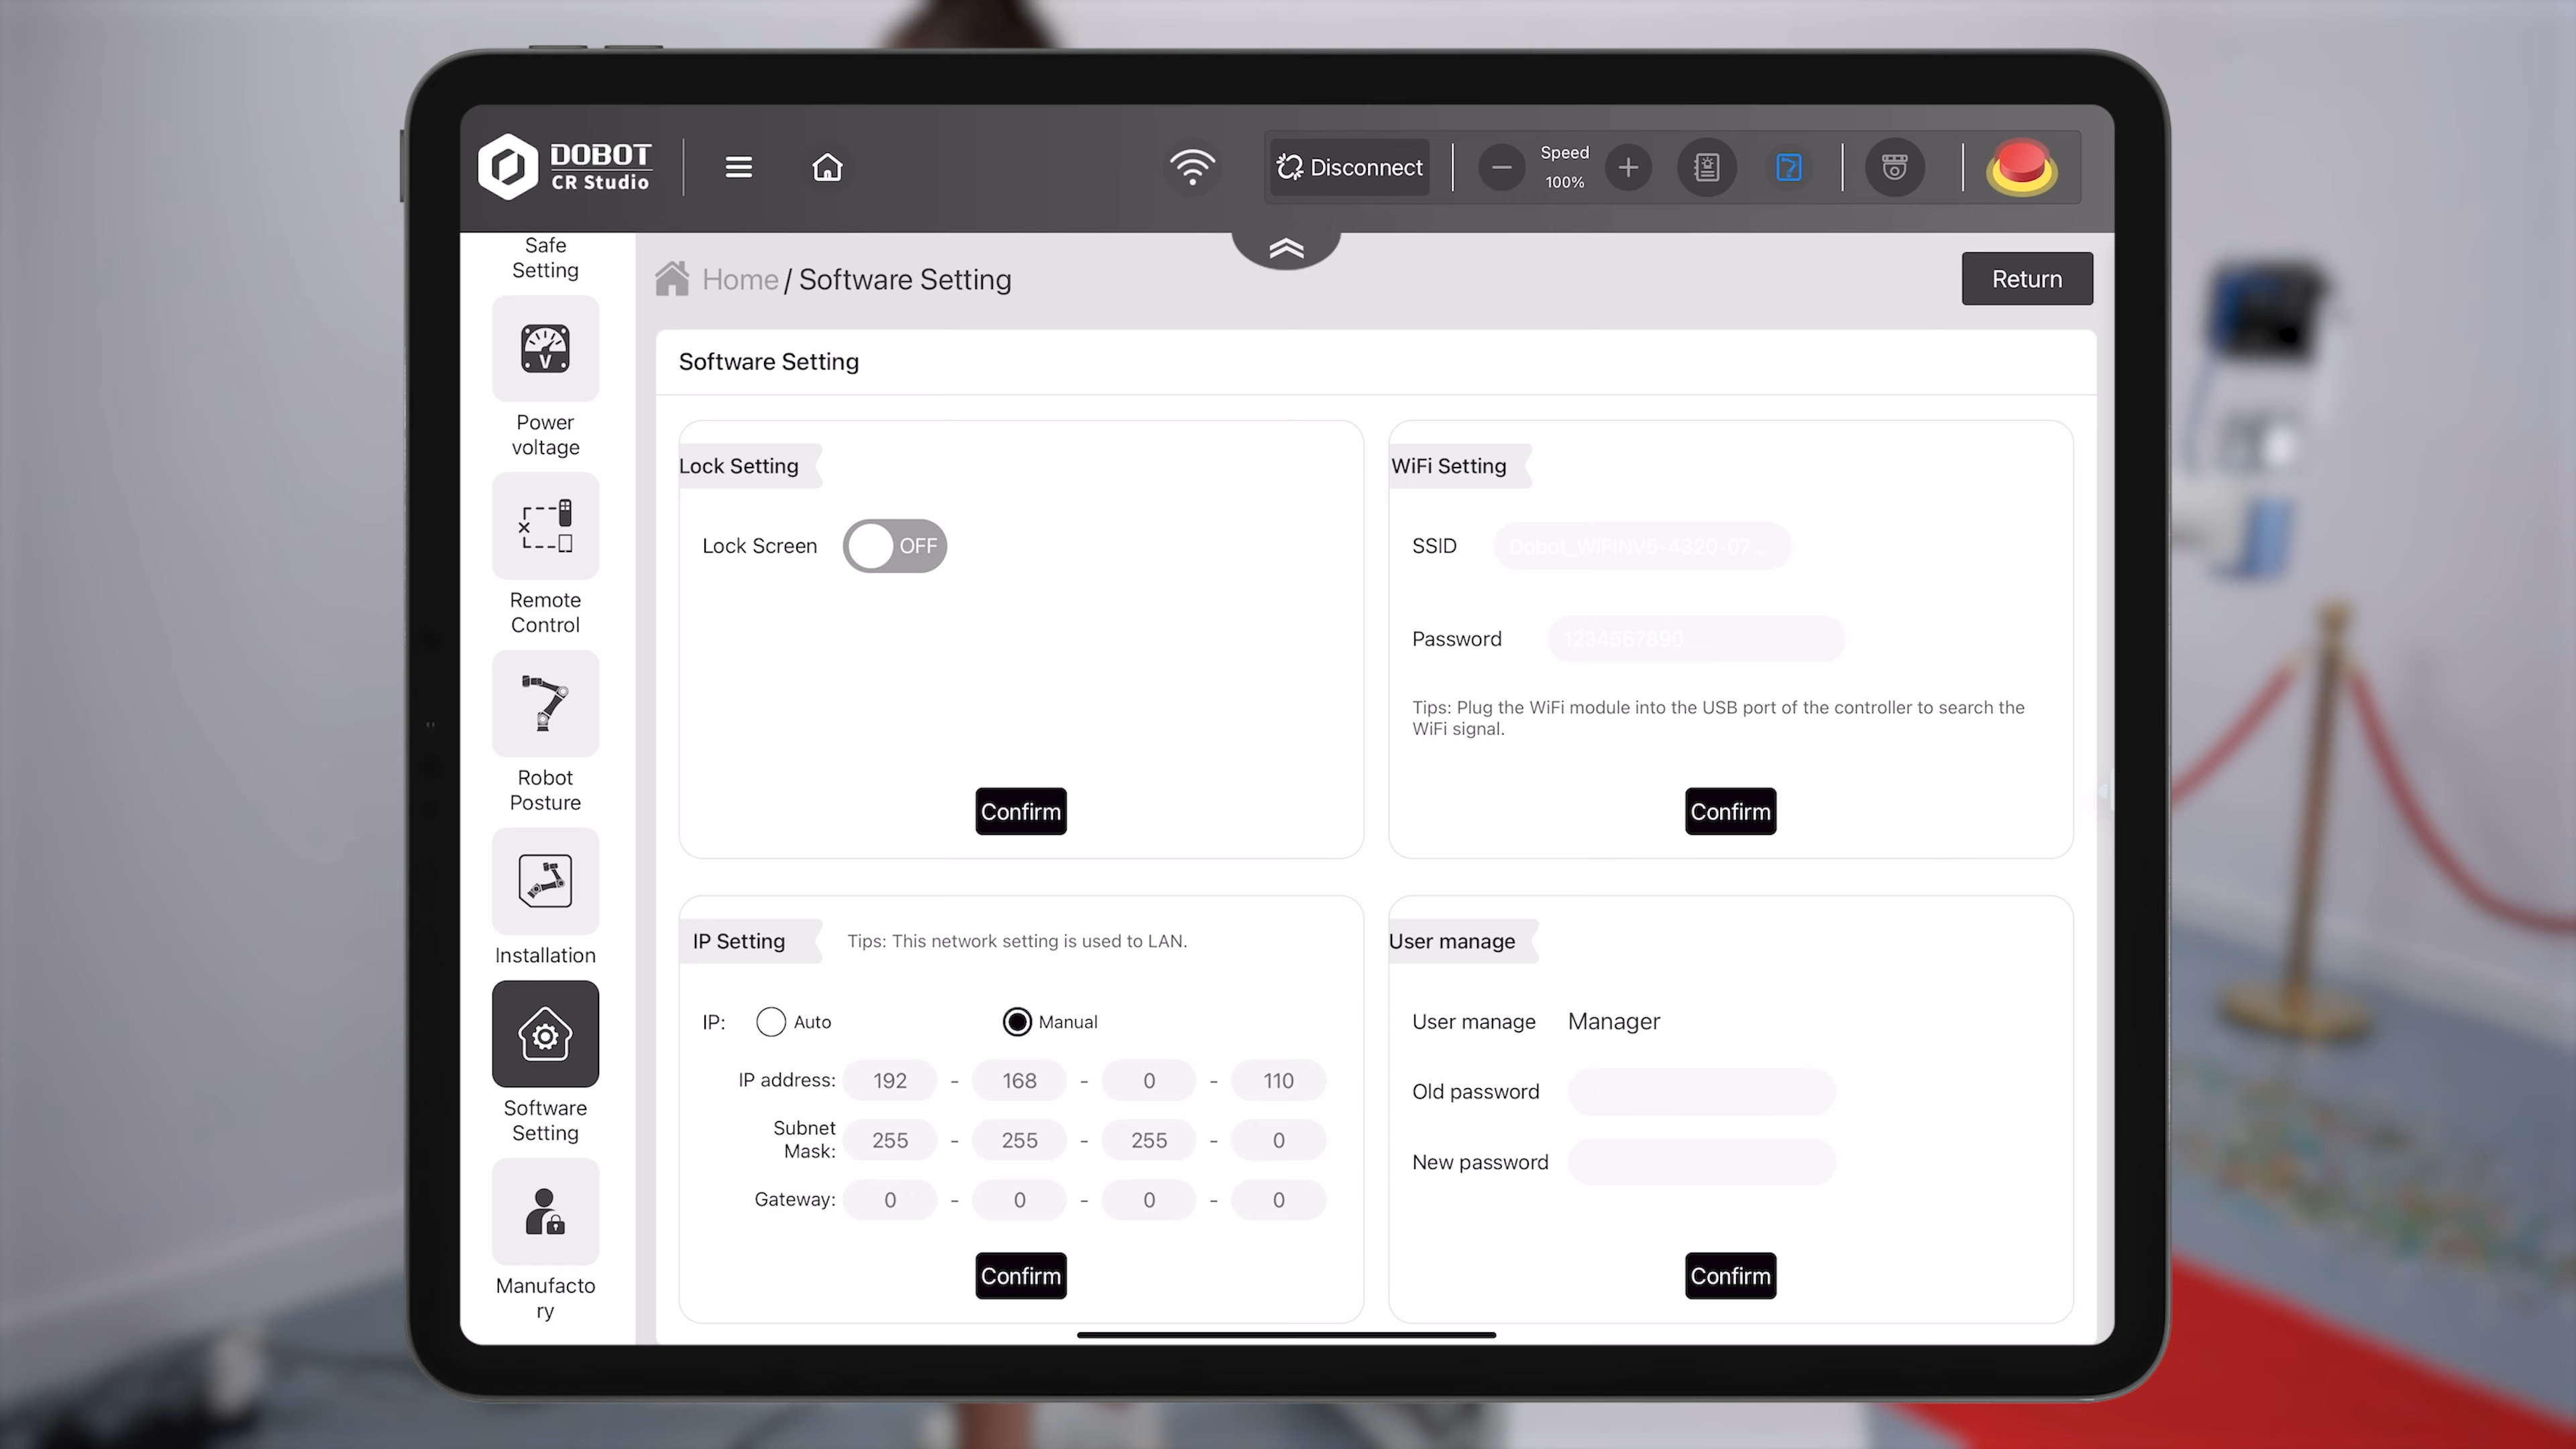 DOBOT
CR Studio
Disconnect
Speed
100%
Safe
Setting
Home / Software Setting
Return
Power
voltage
Remote
Control
Robot
Posture
Installation
Software
Setting
Manufacto
ry
Software Setting
Lock Setting
Lock Screen
OFF
Confirm
WiFi Setting
SSID
Dobot_WIFINV5-4320-07...
Password
1234567890
Tips: Plug the WiFi module into the USB port of the controller to search the
WiFi signal.
Confirm
IP Setting
Tips: This network setting is used to LAN.
IP: Auto Manual
IP address: 192 - 168 - 0 - 110
Subnet
Mask: 255 - 255 - 255 - 0
Gateway: 0 - 0 - 0 - 0
Confirm
User manage
User manage Manager
Old password
New password
Confirm